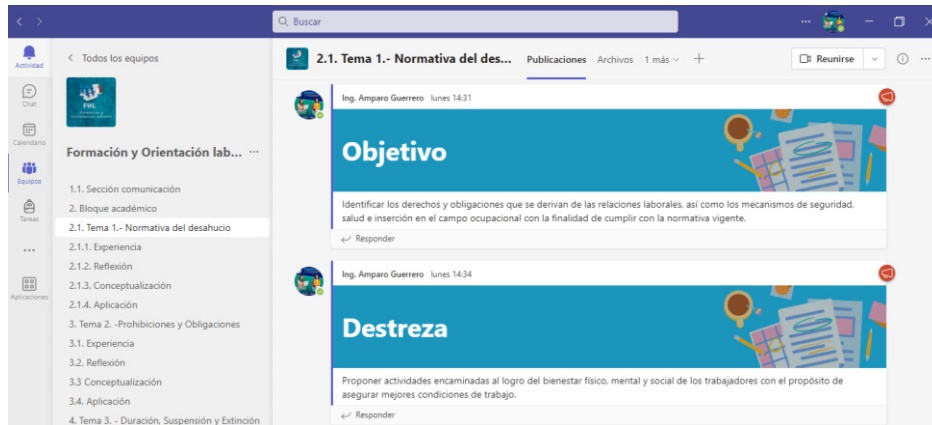 Buscar
Actividad
Chat
Calendario
Equipos
Tareas
Aplicaciones
Todos los equipos
FOL
Formación y Orientación lab... ...
1.1. Sección comunicación
2. Bloque académico
2.1. Tema 1.- Normativa del desahucio
2.1.1. Experiencia
2.1.2. Reflexión
2.1.3. Conceptualización
2.1.4. Aplicación
3. Tema 2. -Prohibiciones y Obligaciones
3.1. Experiencia
3.2. Reflexión
3.3 Conceptualización
3.4. Aplicación
4. Tema 3. - Duración, Suspensión y Extinción
2.1. Tema 1.- Normativa del des... Publicaciones Archivos 1 más Reunirse
Ing. Amparo Guerrero lunes 14:31
Objetivo
Identificar los derechos y obligaciones que se derivan de las relaciones laborales, así como los mecanismos de seguridad,
salud e inserción en el campo ocupacional con la finalidad de cumplir con la normativa vigente.
Responder
Ing. Amparo Guerrero lunes 14:34
Destreza
Proponer actividades encaminadas al logro del bienestar físico, mental y social de los trabajadores con el propósito de
asegurar mejores condiciones de trabajo.
Responder